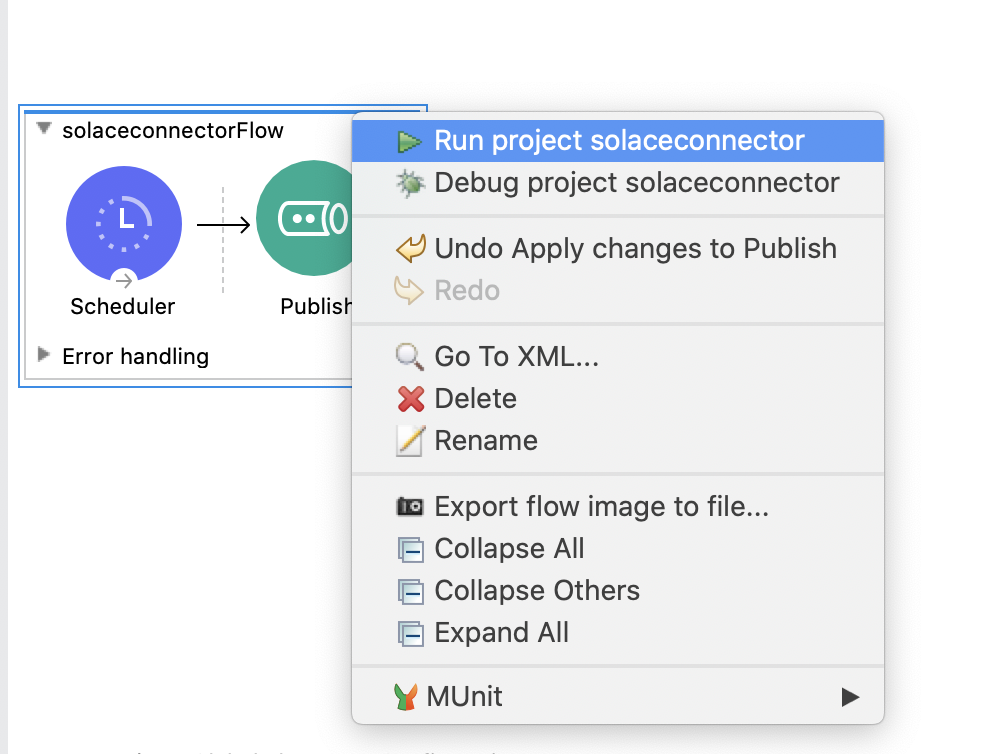 solaceconnectorFlow
Scheduler
Publish
Error handling
Run project solaceconnector
Debug project solaceconnector
Undo Apply changes to Publish
Redo
Go To XML...
Delete
Rename
Export flow image to file...
Collapse All
Collapse Others
Expand All
MUnit